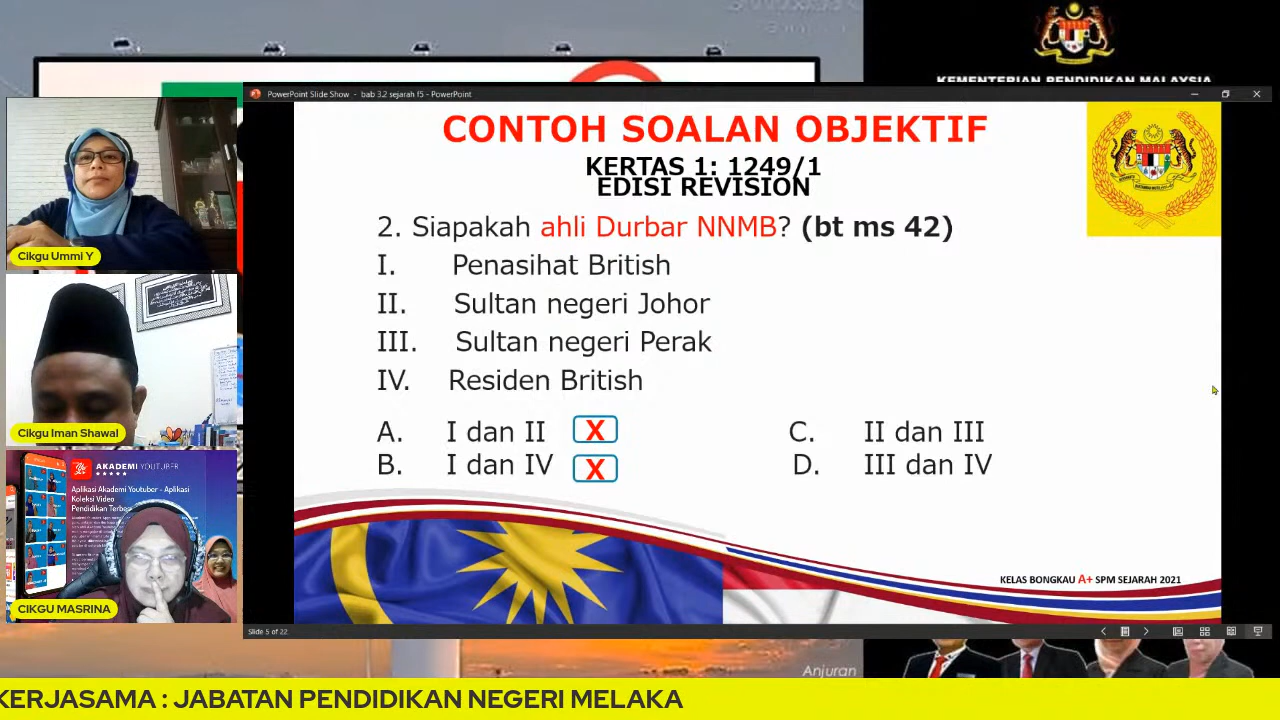 KEMENTERIAN PENDIDIKAN MALAYSIA
PowerPoint Slide Show - bab 3.2 sejarah f5 - PowerPoint
CONTOH SOALAN OBJEKTIF
KERTAS 1: 1249/1
EDISI REVISION
2. Siapakah ahli Durbar NNMB? (bt ms 42)
I. Penasihat British
II. Sultan negeri Johor
III. Sultan negeri Perak
IV. Residen British
A. I dan II X C. II dan III
B. I dan IV X D. III dan IV
KELAS BONGKAU A+ SPM SEJARAH 2021
Slide 5 of 22
Cikgu Ummi Y
Cikgu Iman Shawal
AKADEMI YOUTUBER
Aplikasi Akademi Youtuber - Aplikasi
Koleksi Video
Pendidikan
CIKGU MASRINA
Anjuran
KERJASAMA : JABATAN PENDIDIKAN NEGERI MELAKA